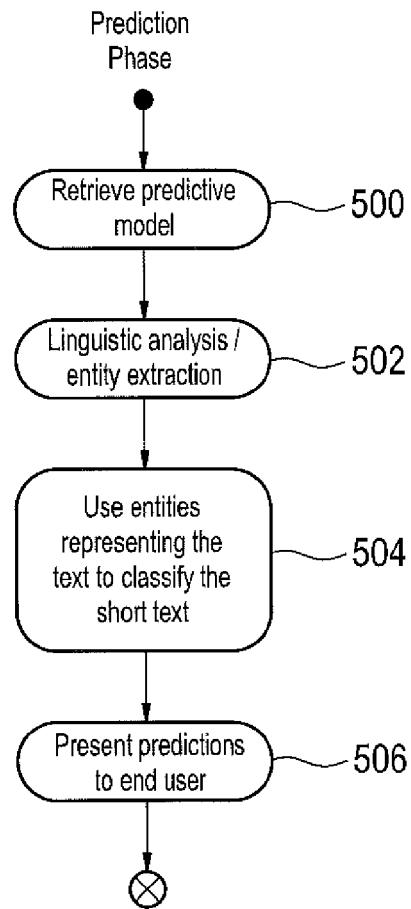 Prediction
Phase
Retrieve predictive
model
500
Linguistic analysis /
entity extraction
502
Use entities
representing the
text to classify the
short text
504
Present predictions
to end user
506